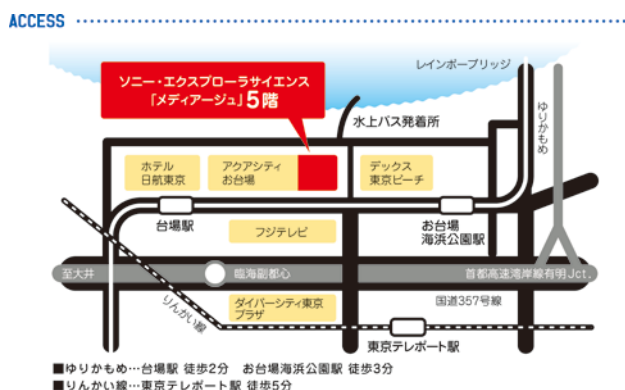 ACCESS
レインボーブリッジ
ソニー・エクスプローラサイエンス
「メディアージュ」5階
ゆりかもめ
水上バス発着所
ホテル
日航東京
アクアシティ
お台場
デックス
東京ビーチ
台場駅
フジテレビ
お台場
海浜公園駅
至大井
臨海副都心
首都高速湾岸線有明Jct.
りんかい線
ダイバーシティ東京
プラザ
国道357号線
東京テレポート駅
■ゆりかもめ…台場駅 徒歩2分 お台場海浜公園駅 徒歩3分
■りんかい線…東京テレポート駅 徒歩5分